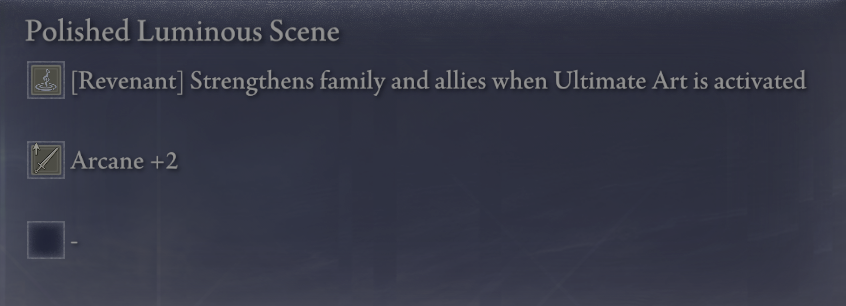 Polished Luminous Scene
[Revenant] Strengthens family and allies when Ultimate Art is activated
Arcane +2
-